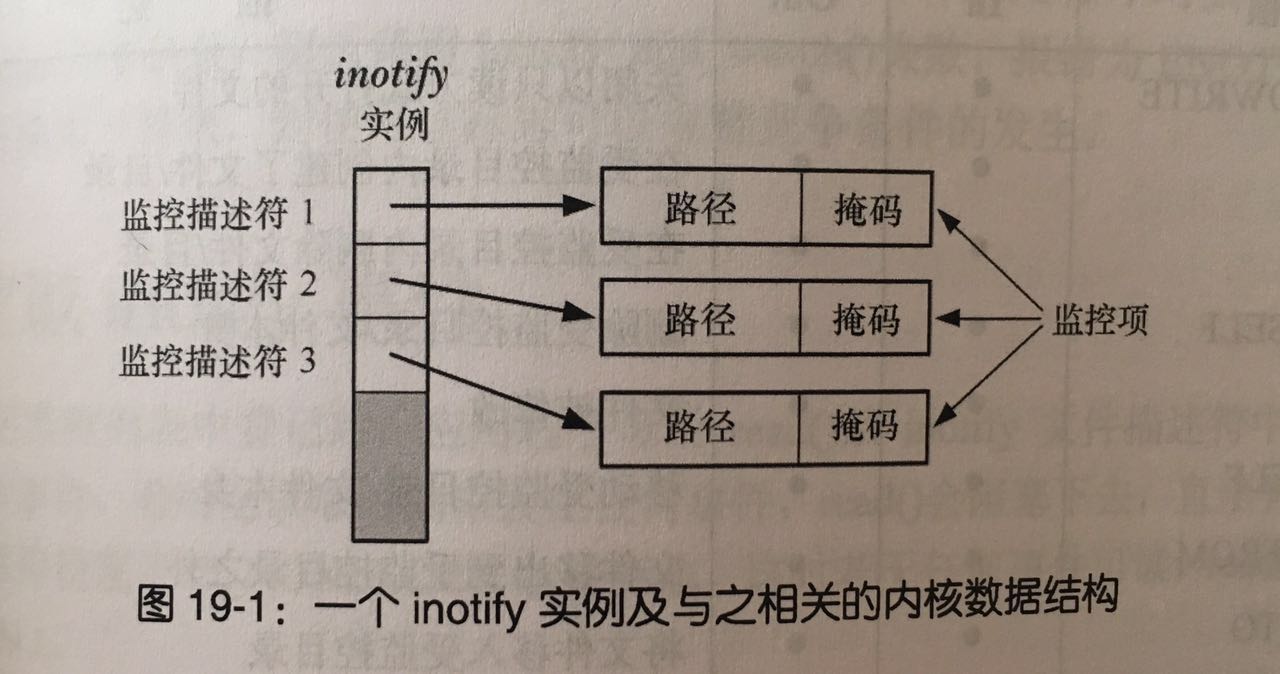 inotify
实例
监控描述符 1
路径 掩码
监控描述符 2
路径 掩码
监控项
监控描述符 3
路径 掩码
图 19-1：一个 inotify 实例及与之相关的内核数据结构